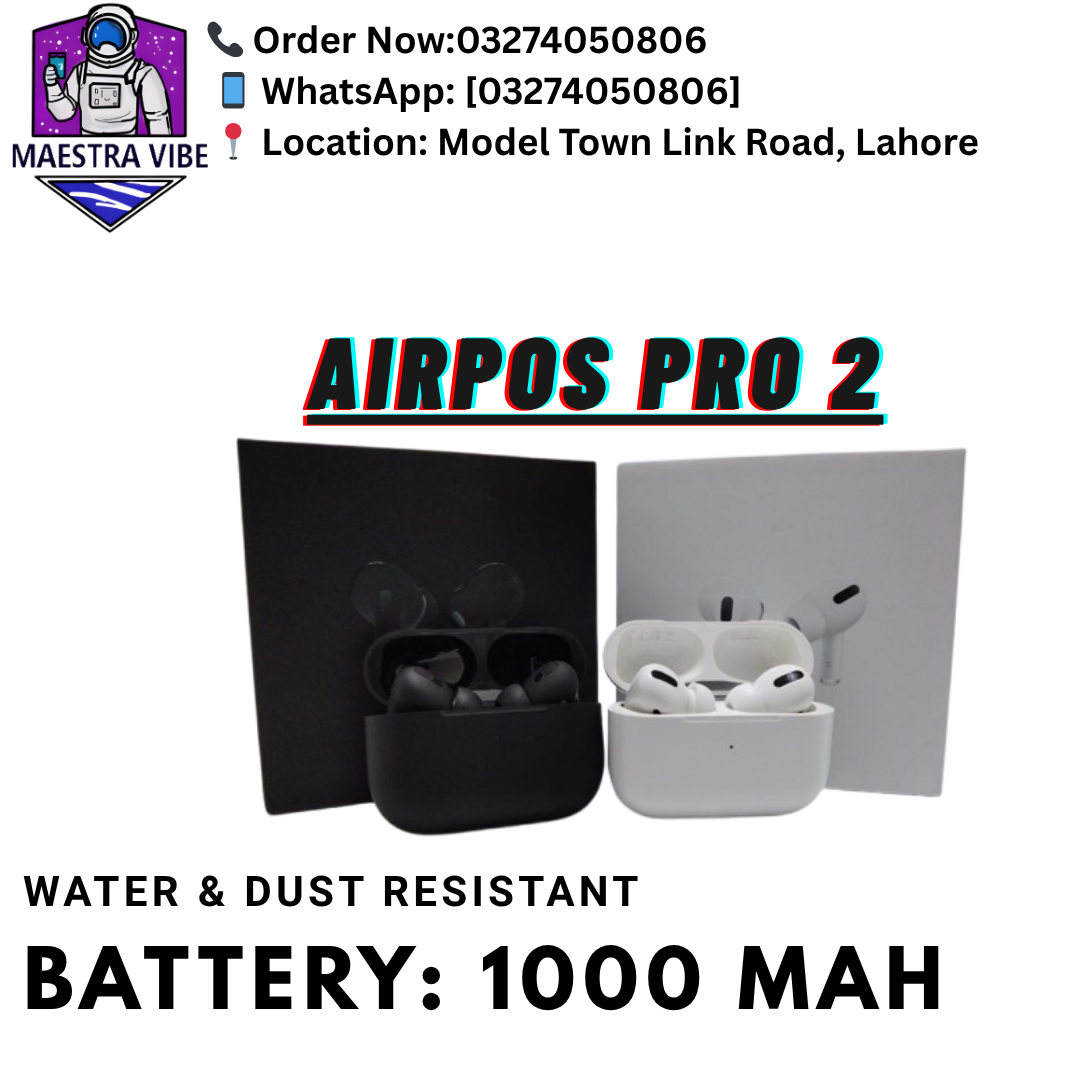 MAESTRA VIBE
📞 Order Now:03274050806
📱 WhatsApp: [03274050806]
📍 Location: Model Town Link Road, Lahore
AIRPOS PRO 2
WATER & DUST RESISTANT
BATTERY: 1000 MAH